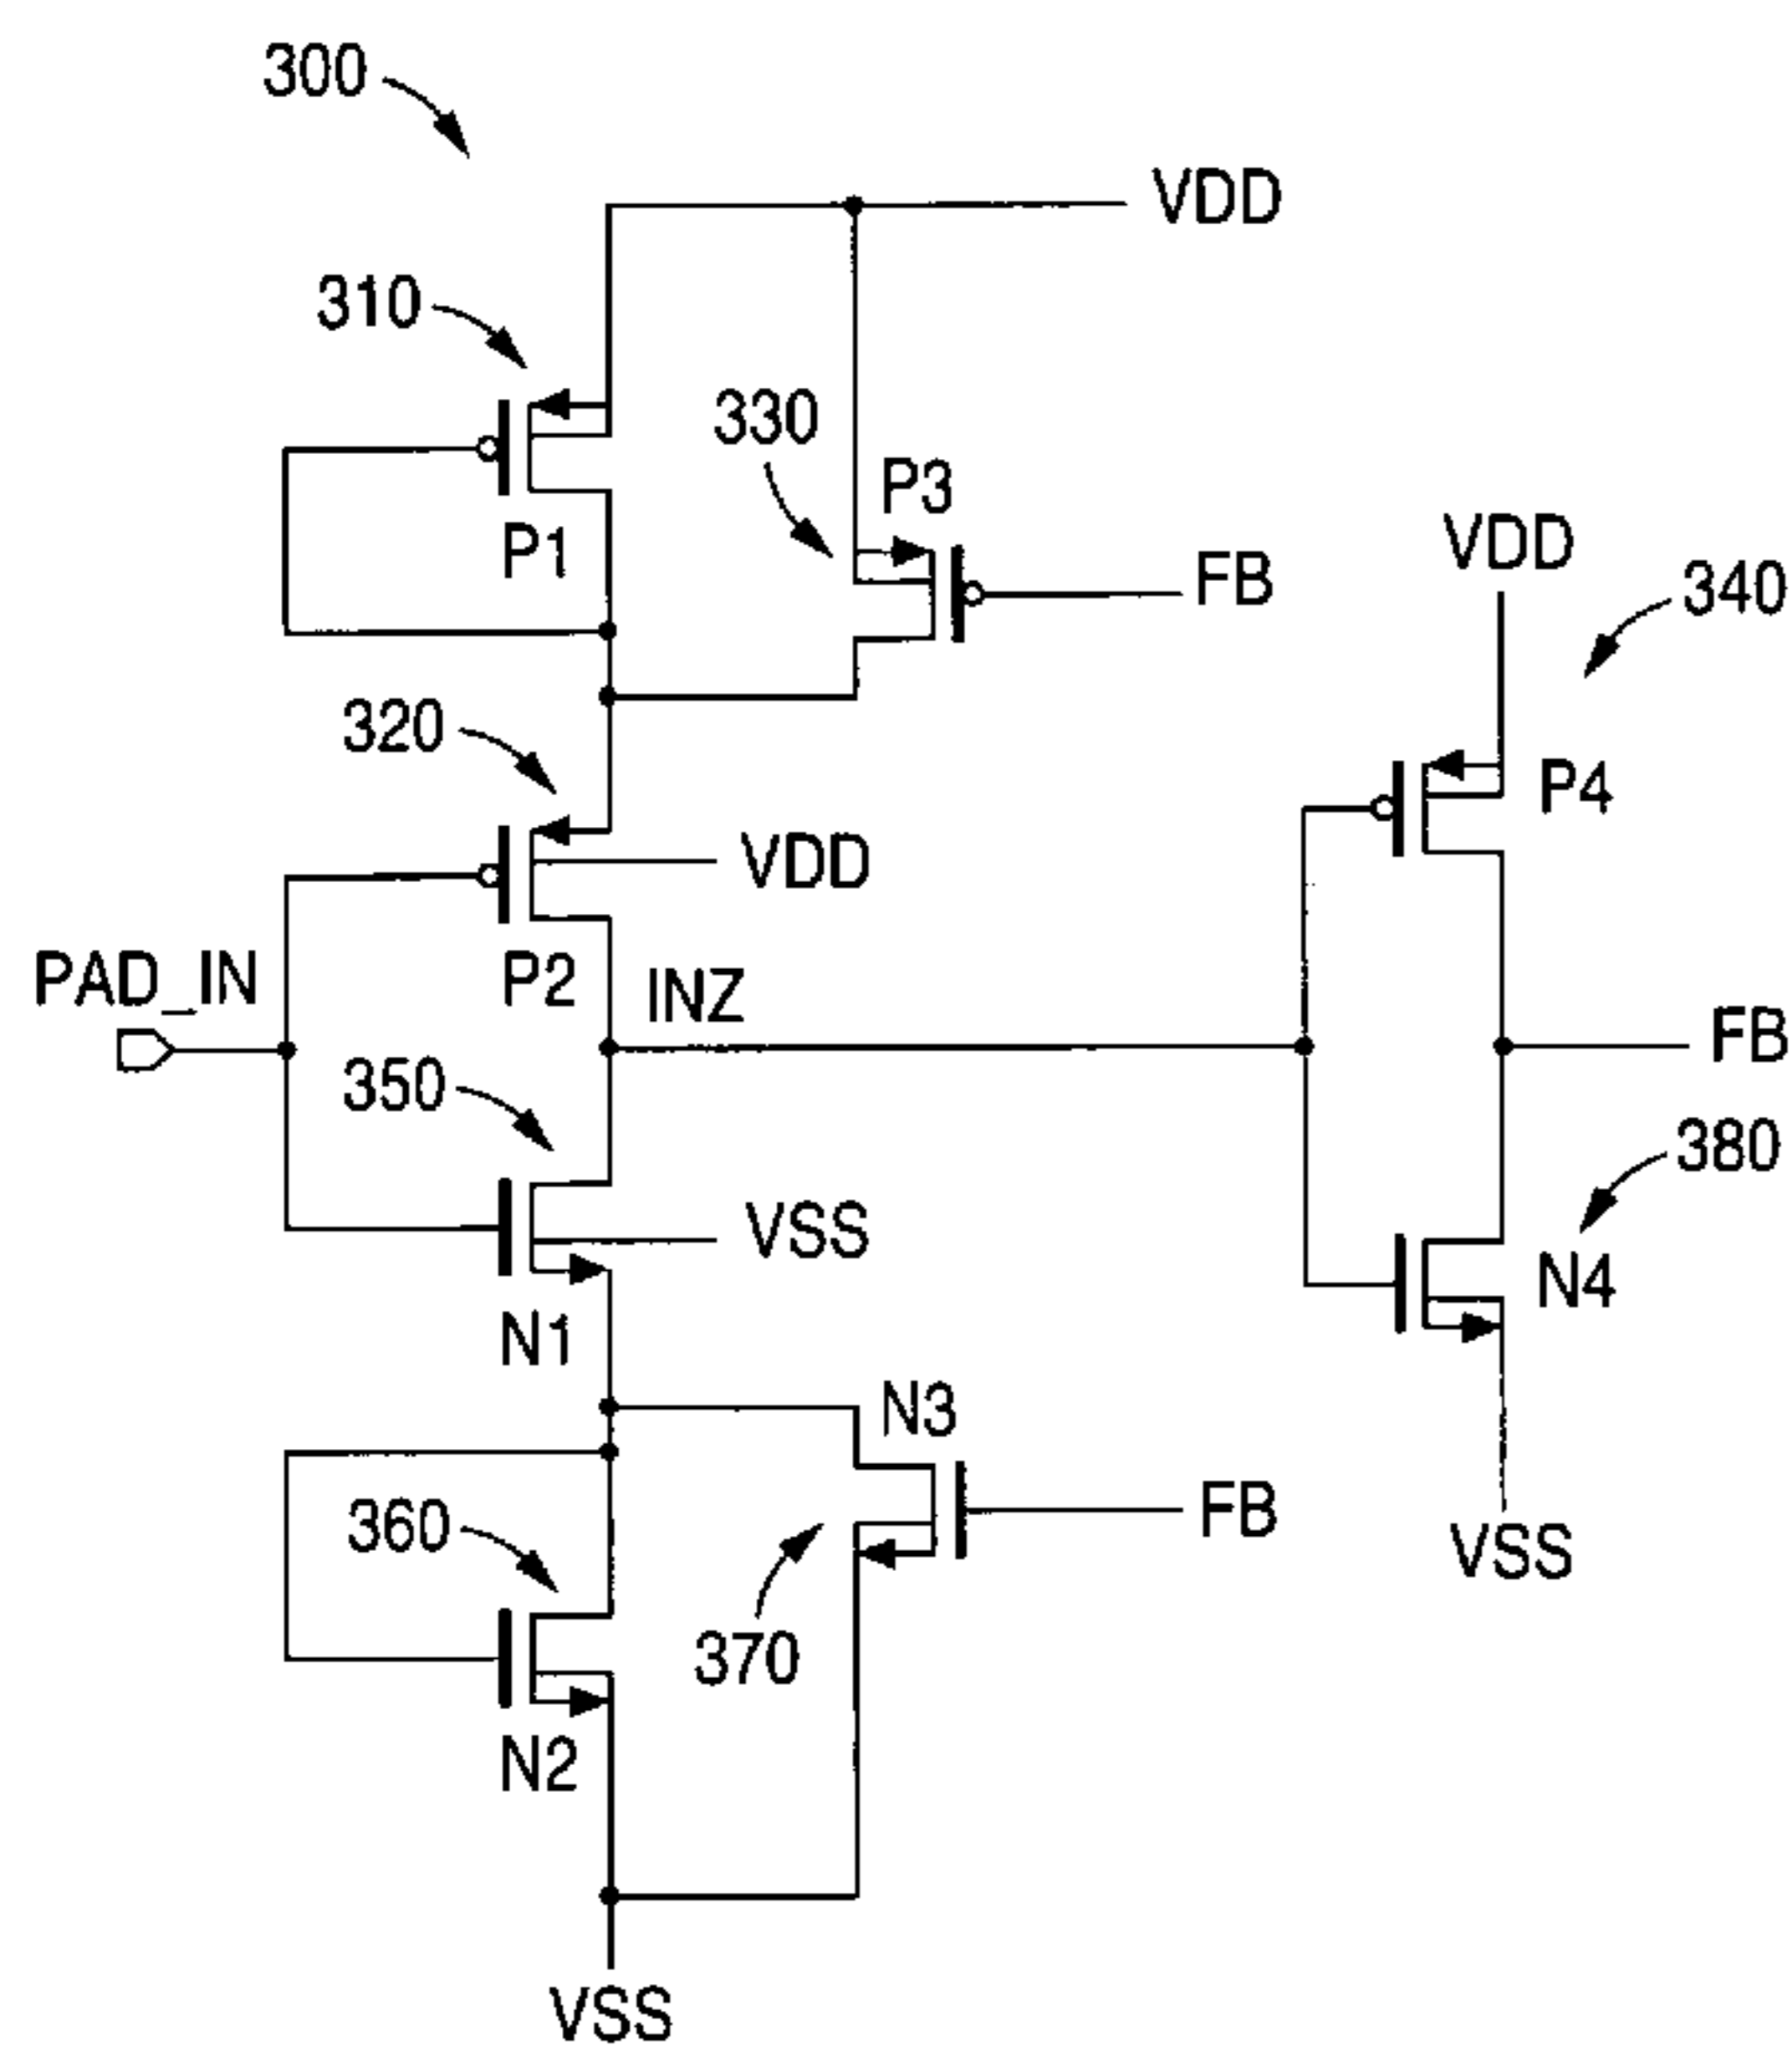 300
VDD
310
330
P3
P1
FB
VDD
340
320
P4
VDD
PAD_IN
P2
INZ
FB
350
380
VSS
N4
N1
N3
360
FB
VSS
370
N2
VSS